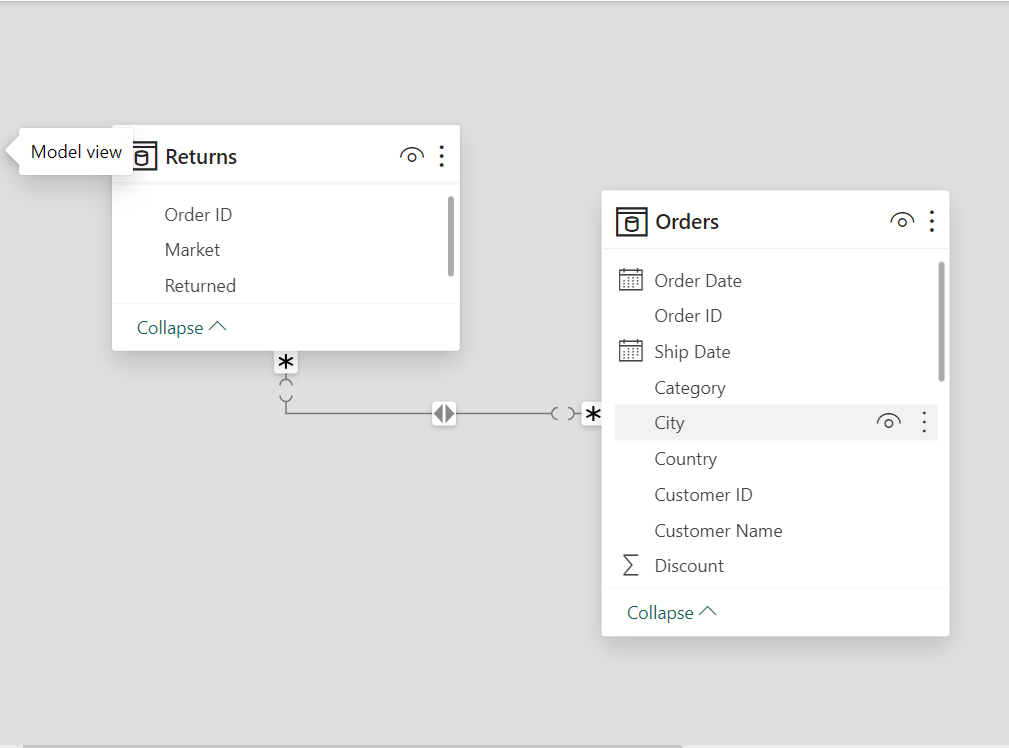 Model view
Returns
Order ID
Market
Returned
Collapse
*
*
Orders
Order Date
Order ID
Ship Date
Category
City
Country
Customer ID
Customer Name
∑ Discount
Collapse